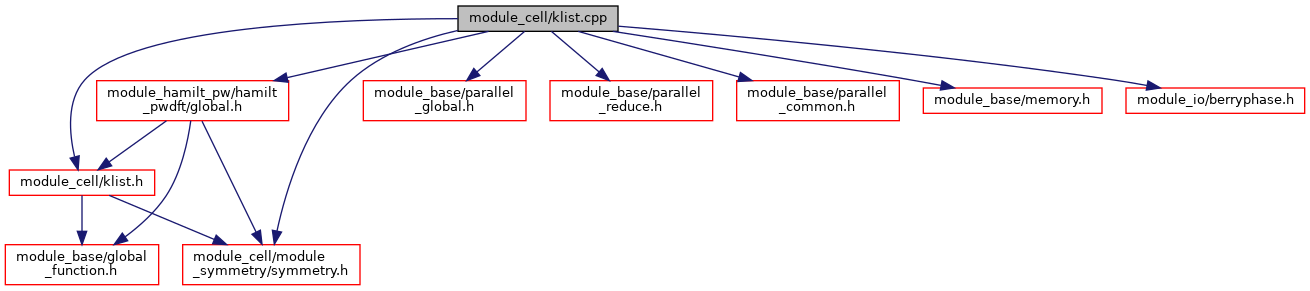 module_cell/klist.cpp
module_hamilt_pw/hamilt
_pwdft/global.h
module_base/parallel
_global.h
module_base/parallel
_reduce.h
module_base/parallel
_common.h
module_base/memory.h
module_io/berryphase.h
module_cell/klist.h
module_base/global
_function.h
module_cell/module
_symmetry/symmetry.h